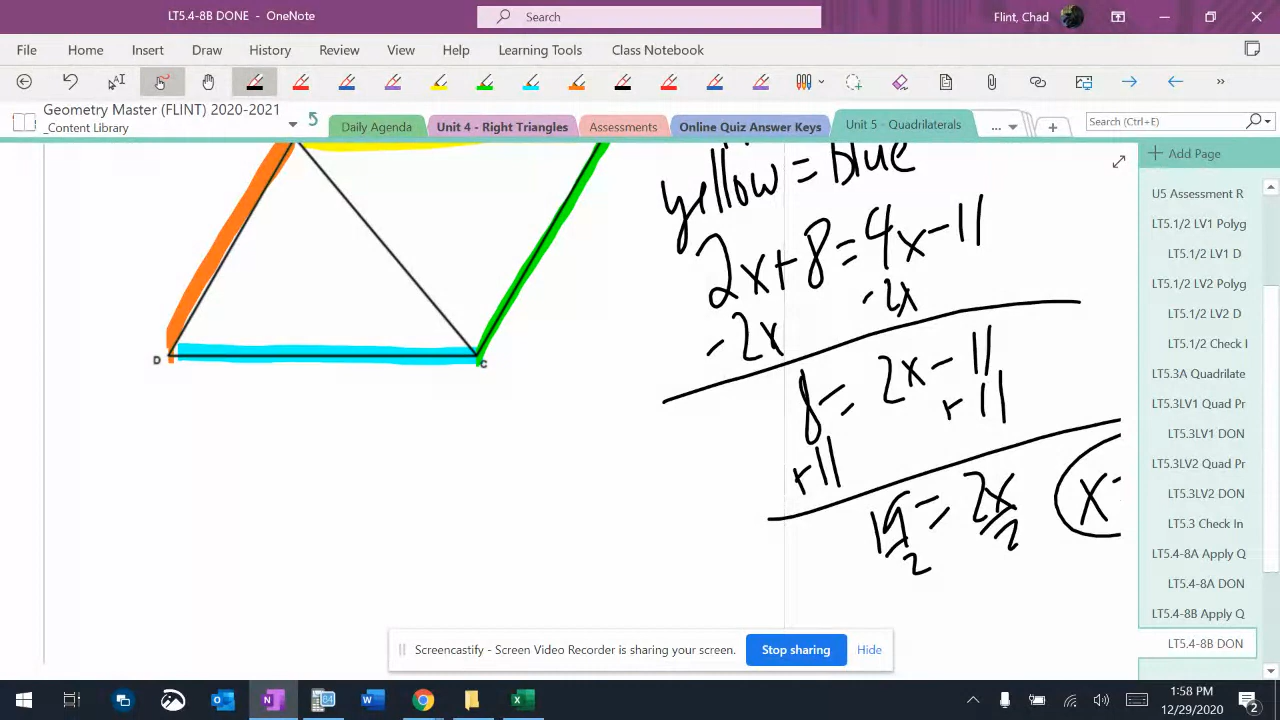 LT5.4-8B DONE - OneNote
Search
Flint, Chad
File Home Insert Draw History Review View Help Learning Tools Class Notebook
Geometry Master (FLINT) 2020-2021
_Content Library
Daily Agenda
Unit 4 - Right Triangles
Assessments
Online Quiz Answer Keys
Unit 5 - Quadrilaterals
...
Search (Ctrl+E)
Add Page
U5 Assessment R
LT5.1/2 LV1 Polyg
LT5.1/2 LV1 D
LT5.1/2 LV2 Polyg
LT5.1/2 LV2 D
LT5.1/2 Check I
LT5.3A Quadrilate
LT5.3LV1 Quad Pr
LT5.3LV1 DON
LT5.3LV2 Quad Pr
LT5.3LV2 DON
LT5.3 Check In
LT5.4-8A Apply Q
LT5.4-8A DON
LT5.4-8B Apply Q
LT5.4-8B DON
D
C
yellow = blue
2x+8=4x-11
-2x -2x
8 = 2x - 11
+11 +11
19 = 2x
2 2
x
Screencastify - Screen Video Recorder is sharing your screen.
Stop sharing
Hide
1:58 PM
12/29/2020
2